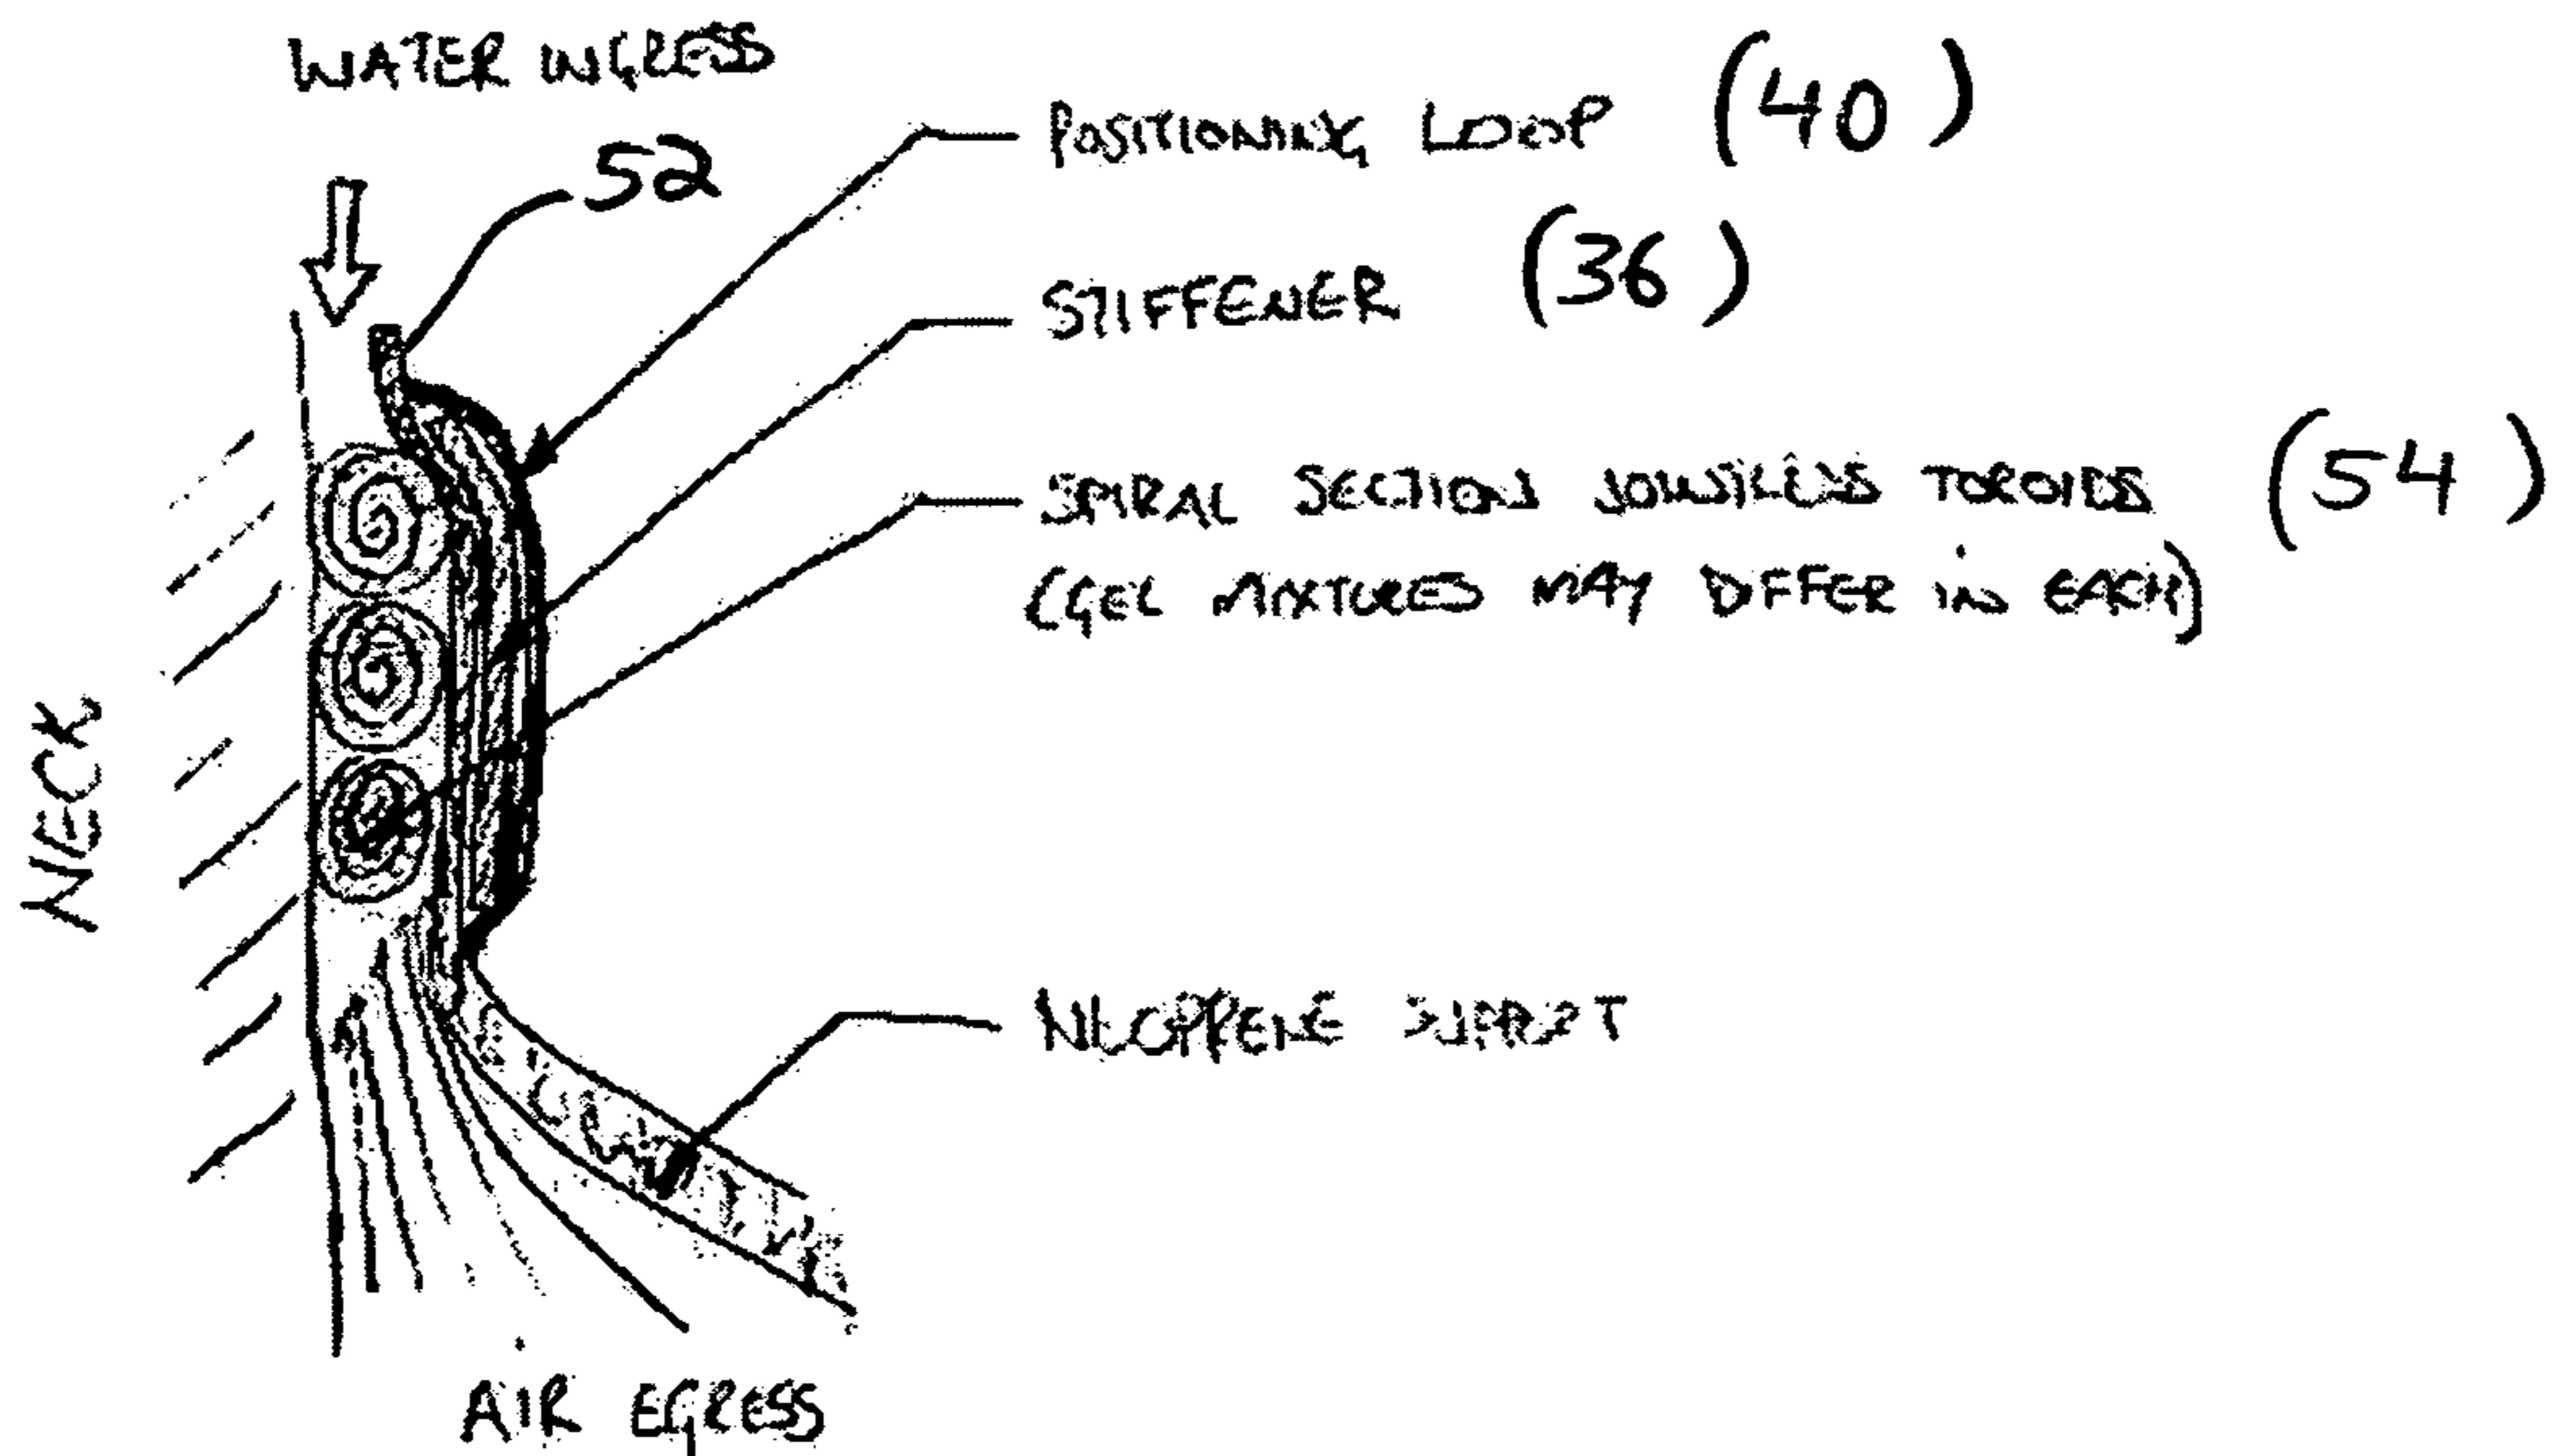 WATER INGRESS
52
POSITIONING LOOP (40)
STIFFENER (36)
SPIRAL SECTION TOROIDS (54)
(GEL MIXTURES MAY DIFFER IN EACH)
NECK
NEOPRENE SUPPORT
AIR EGRESS